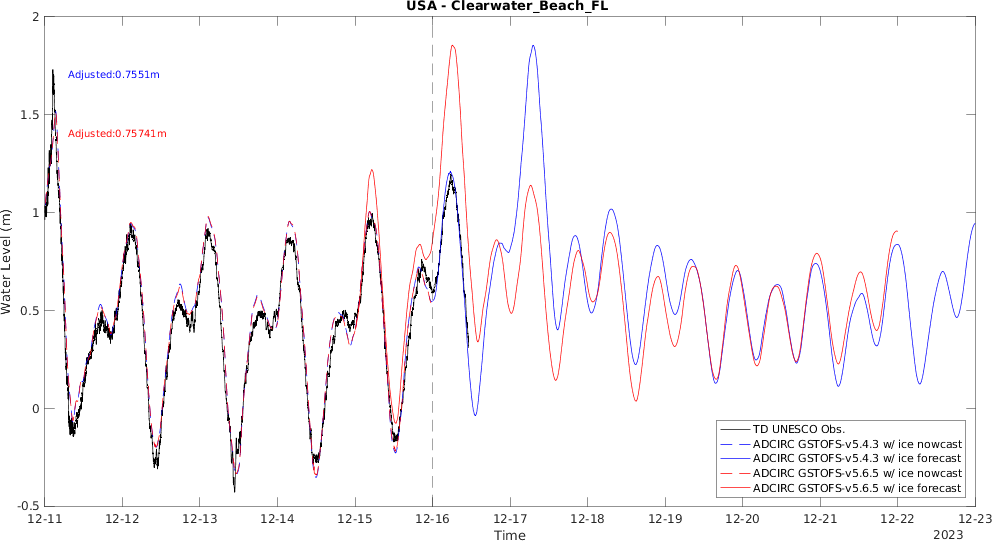 USA - Clearwater_Beach_FL
2
1.5
1
0.5
0
-0.5
Water Level (m)
Adjusted:0.7551m
Adjusted:0.75741m
TD UNESCO Obs.
ADCIRC GSTOFS-v5.4.3 w/ ice nowcast
ADCIRC GSTOFS-v5.4.3 w/ ice forecast
ADCIRC GSTOFS-v5.6.5 w/ ice nowcast
ADCIRC GSTOFS-v5.6.5 w/ ice forecast
12-11 12-12 12-13 12-14 12-15 12-16 12-17 12-18 12-19 12-20 12-21 12-22 12-23
Time
2023